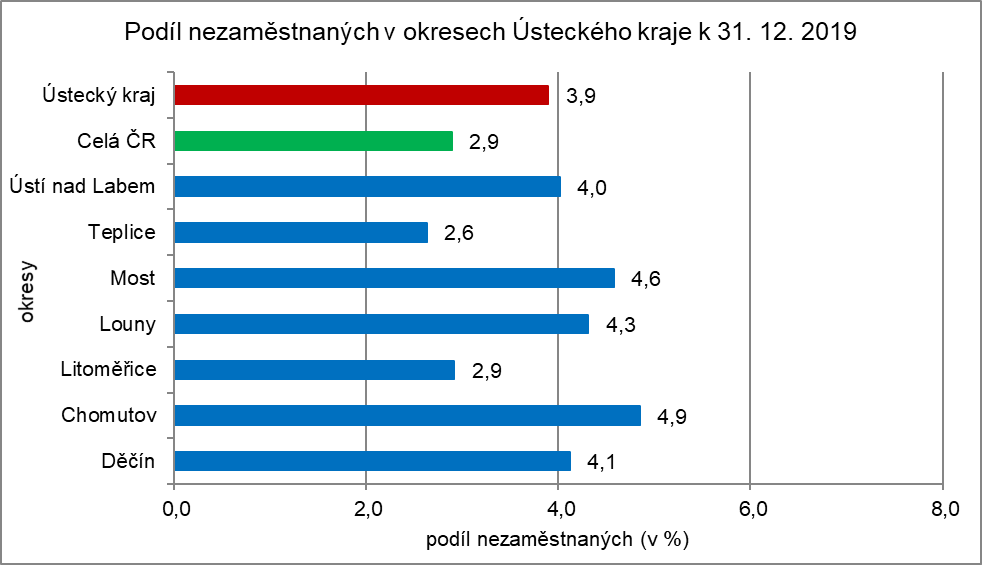 Podíl nezaměstnaných v okresech Ústeckého kraje k 31. 12. 2019
Ústecký kraj 3,9
Celá ČR 2,9
Ústí nad Labem 4,0
Teplice 2,6
Most 4,6
Louny 4,3
Litoměřice 2,9
Chomutov 4,9
Děčín 4,1
okresy
0,0 2,0 4,0 6,0 8,0
podíl nezaměstnaných (v %)